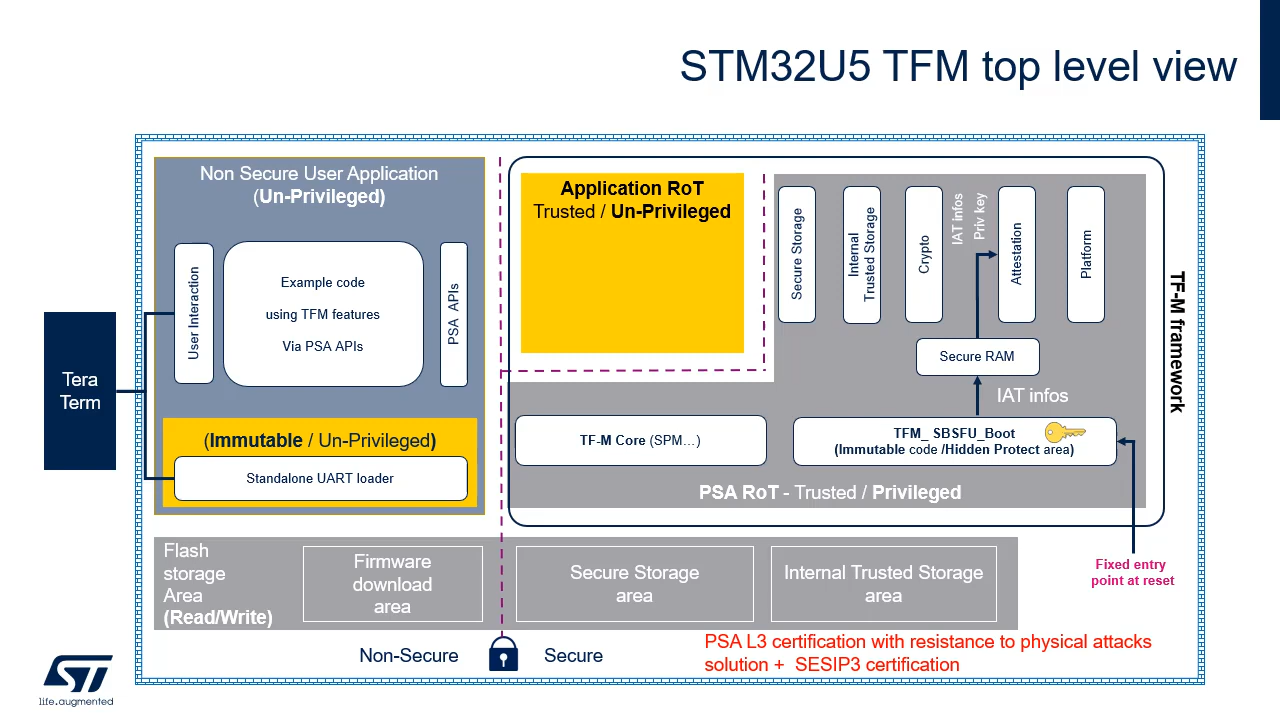 STM32U5 TFM top level view
Non Secure User Application
(Un-Privileged)
User Interaction
Example code
using TFM features
Via PSA APIs
PSA APIs
Tera
Term
(Immutable / Un-Privileged)
Standalone UART loader
Application RoT
Trusted / Un-Privileged
Secure Storage
Internal
Trusted Storage
Crypto
IAT infos
Priv key
Attestation
Platform
TF-M framework
Secure RAM
IAT infos
TF-M Core (SPM…)
TFM_ SBSFU_Boot
(Immutable code /Hidden Protect area)
PSA RoT - Trusted / Privileged
Fixed entry
point at reset
Flash
storage
Area
(Read/Write)
Firmware
download
area
Secure Storage
area
Internal Trusted Storage
area
Non-Secure
Secure
PSA L3 certification with resistance to physical attacks
solution + SESIP3 certification
ST
life.augmented